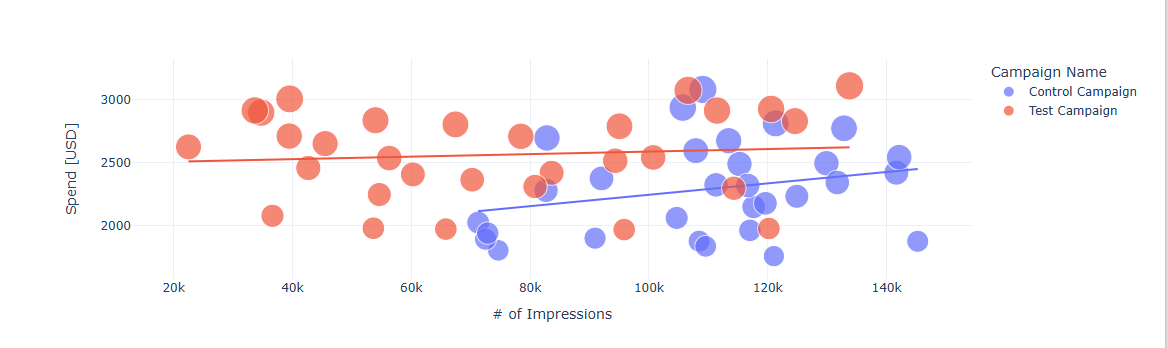 Campaign Name
Control Campaign
Test Campaign
3000
2500
2000
Spend [USD]
20k 40k 60k 80k 100k 120k 140k
# of Impressions